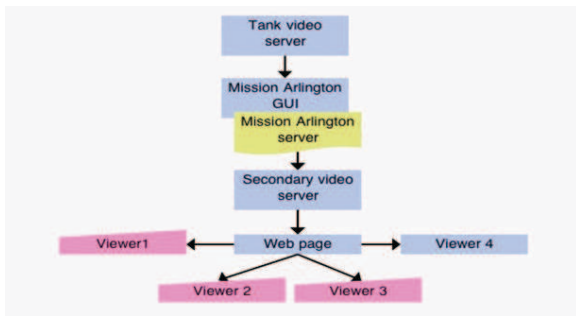 Tank video
server
Mission Arlington
GUI
Mission Arlington
server
Secondary video
server
Viewer1
Web page
Viewer 4
Viewer 2
Viewer 3